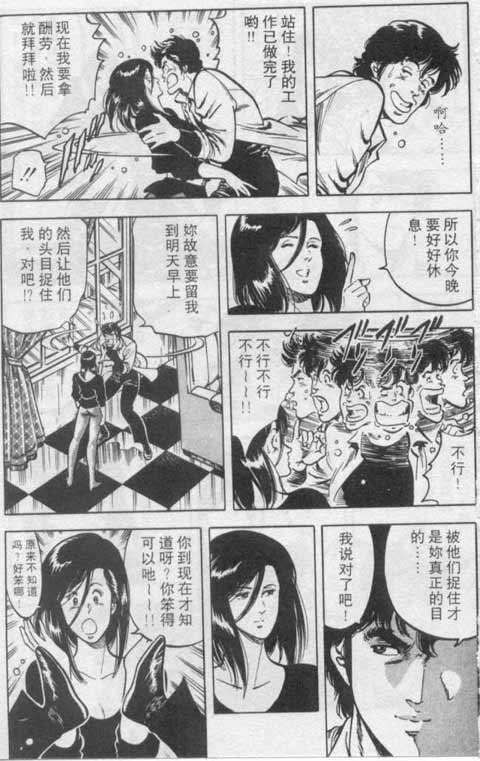 啊哈……
站住！我的工
作已做完了
哟!!
现在我要拿
酬劳，然后
就拜拜啦!!
!!
所以你今晚
要好好休
息！
不行！
不行不行
不行～～!!
妳故意要留我
到明天早上
然后让他们
的头目捉住
我，对吧!?
被他们捉住才
是妳真正的目
的……
我说对了吧！
你到现在才知
道呀？你笨得
可以吔～～!!
原来不知道
吗？好笨哪！